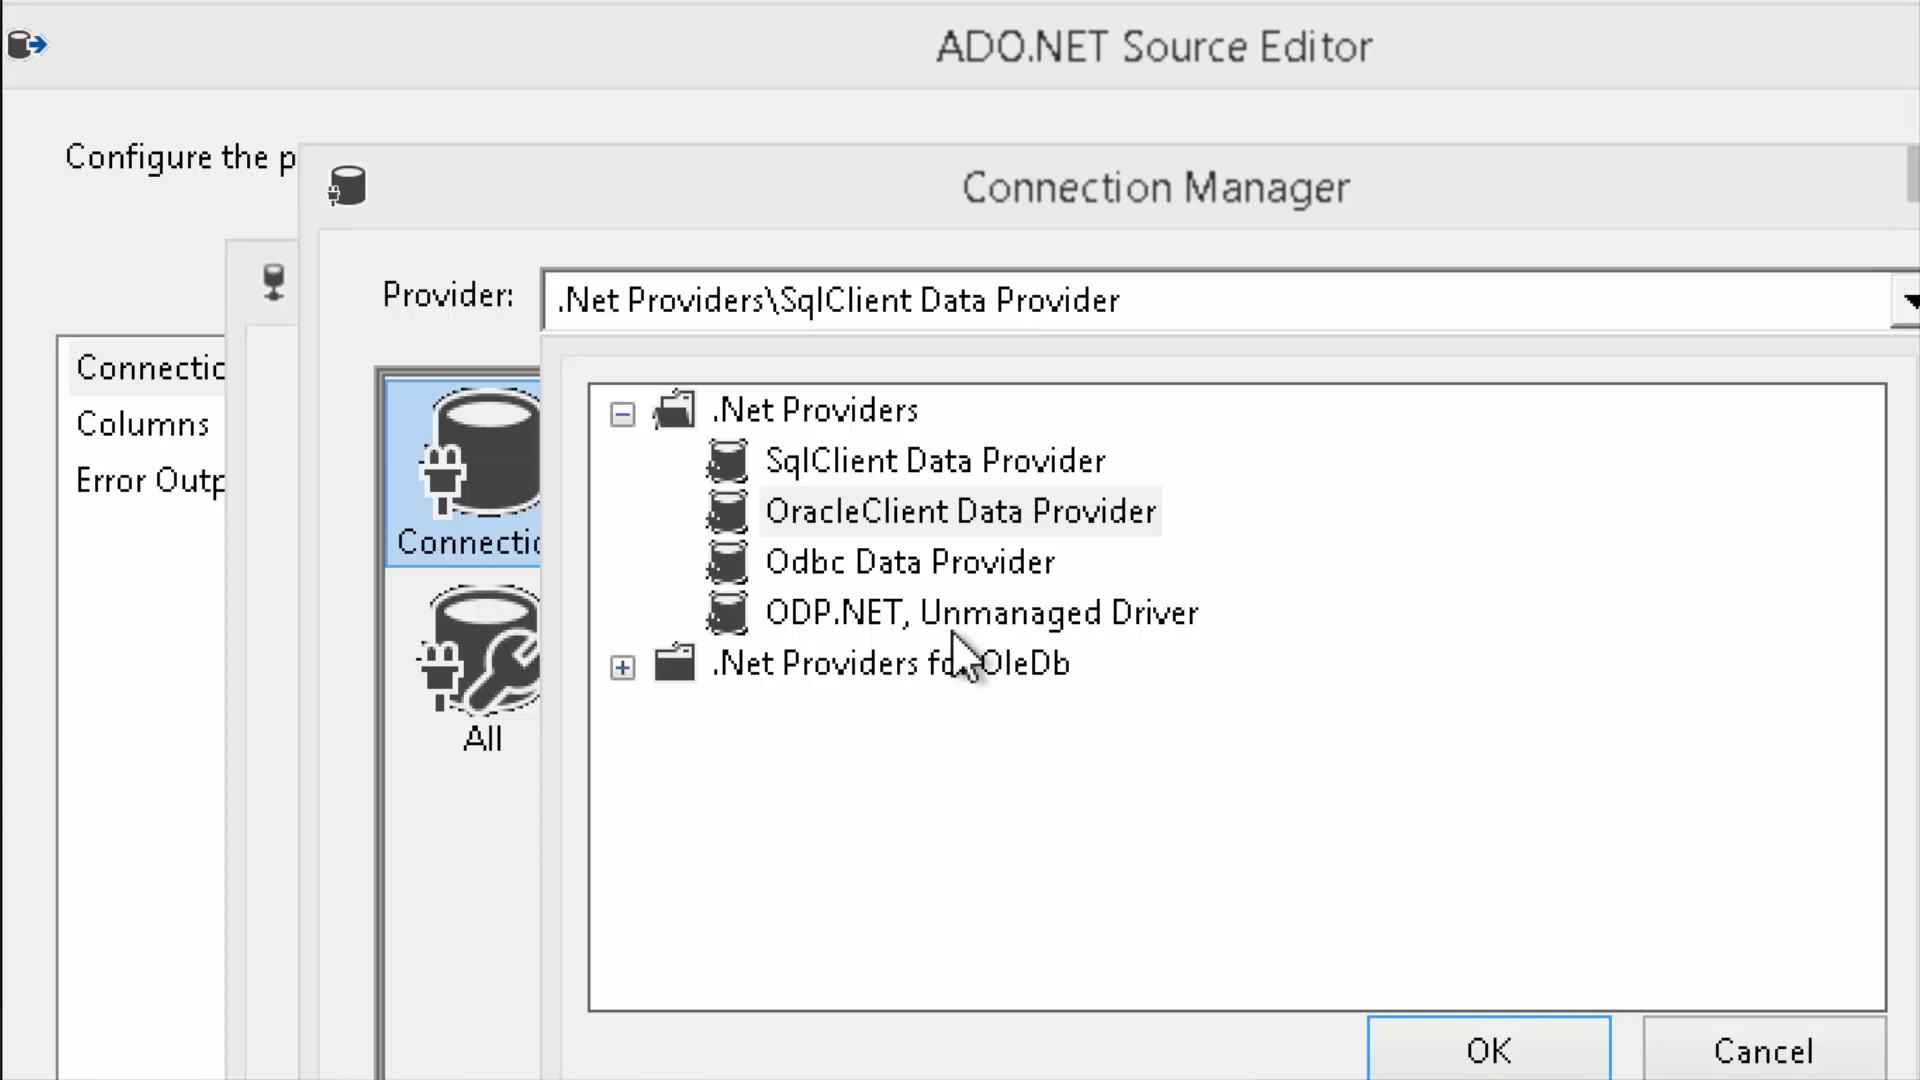 ADO.NET Source Editor
Configure the p
Connection Manager
Provider:
.Net Providers\SqlClient Data Provider
Connectic
Columns
Error Outp
Connectic
All
.Net Providers
SqlClient Data Provider
OracleClient Data Provider
Odbc Data Provider
ODP.NET, Unmanaged Driver
.Net Providers for OleDb
OK
Cancel